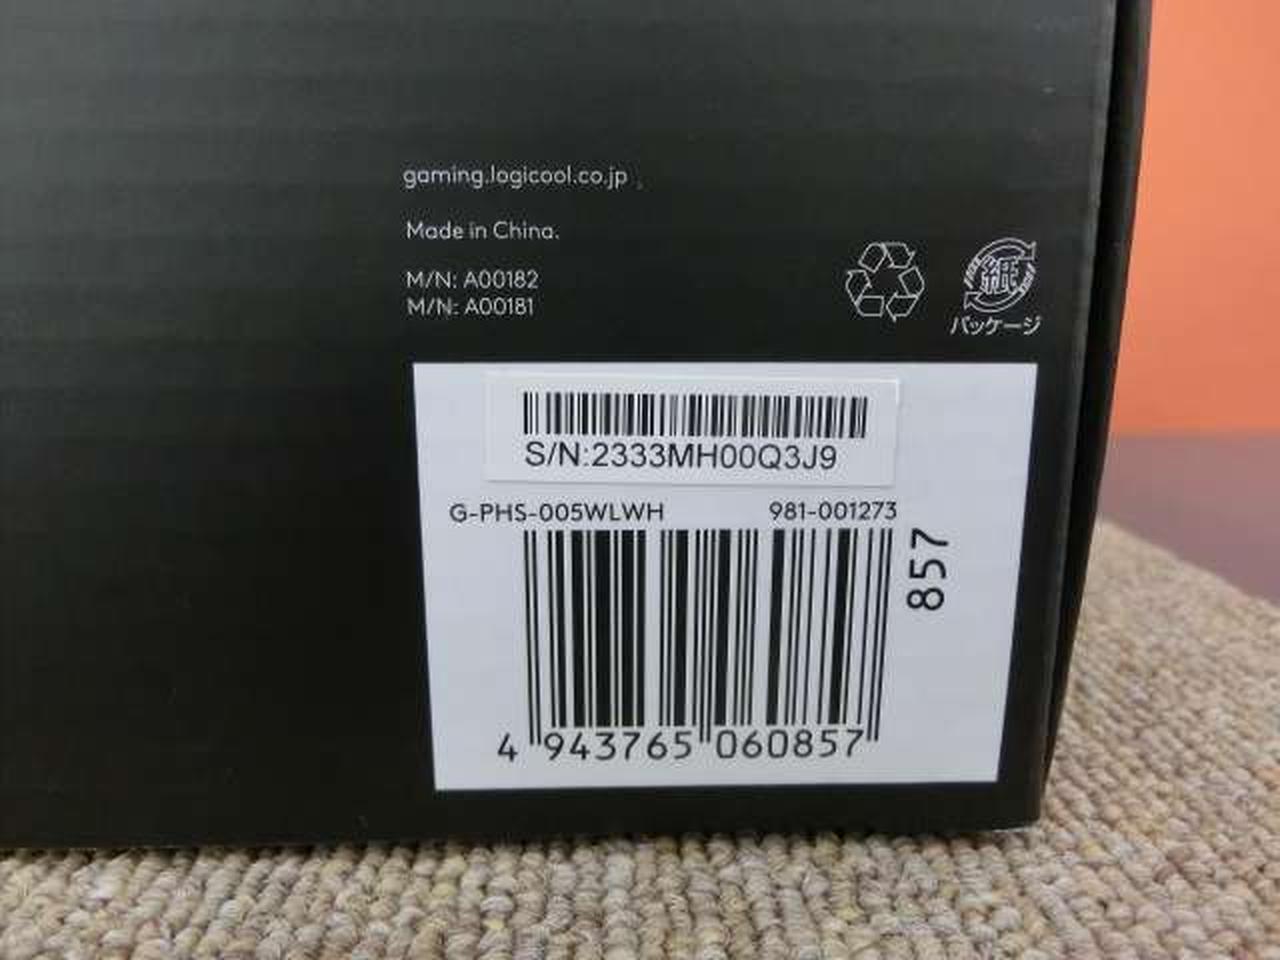 gaming.logicool.co.jp
Made in China.
M/N: A00182
M/N: A00181
紙
パッケージ
S/N:2333MH00Q3J9
G-PHS-005WLWH 981-001273
857
4 943765 060857